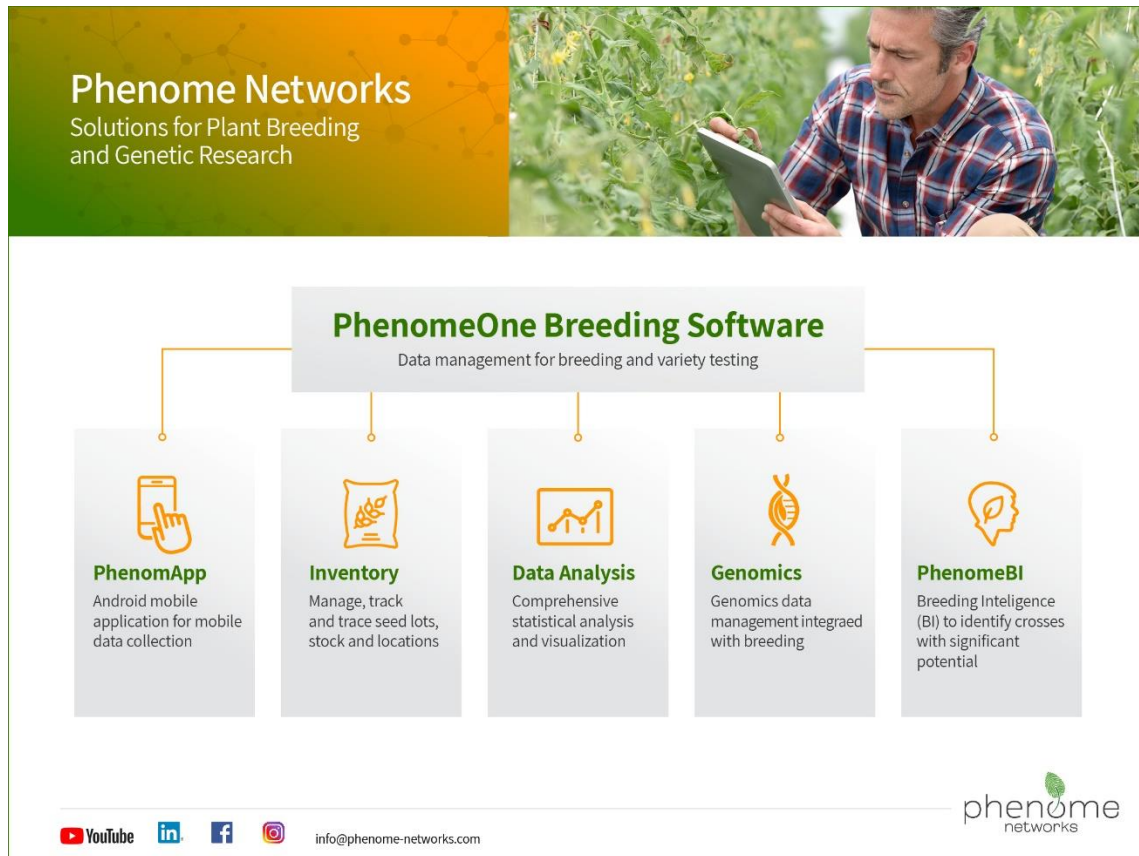 Phenome Networks
Solutions for Plant Breeding
and Genetic Research
PhenomeOne Breeding Software
Data management for breeding and variety testing
PhenomApp
Android mobile
application for mobile
data collection
Inventory
Manage, track
and trace seed lots,
stock and locations
Data Analysis
Comprehensive
statistical analysis
and visualization
Genomics
Genomics data
management integraed
with breeding
PhenomeBI
Breeding Inteligence
(BI) to identify crosses
with significant
potential
YouTube
in
f
info@phenome-networks.com
phenome
networks